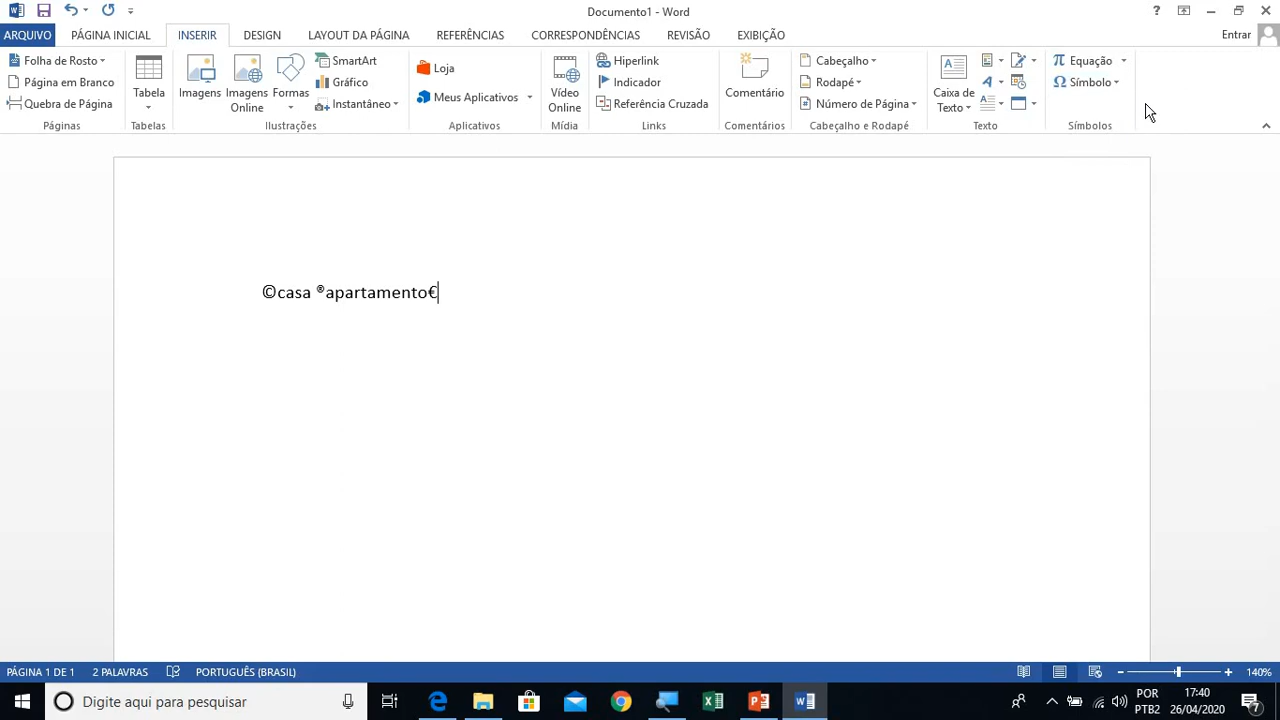 Documento1 - Word
?
ARQUIVO PÁGINA INICIAL INSERIR DESIGN LAYOUT DA PÁGINA REFERÊNCIAS CORRESPONDÊNCIAS REVISÃO EXIBIÇÃO Entrar
Folha de Rosto
Página em Branco
Quebra de Página
Páginas
Tabela
Tabelas
Imagens
Imagens
Online
Formas
SmartArt
Gráfico
Instantâneo
Ilustrações
Loja
Meus Aplicativos
Aplicativos
Vídeo
Online
Mídia
Hiperlink
Indicador
Referência Cruzada
Links
Comentário
Comentários
Cabeçalho
Rodapé
Número de Página
Cabeçalho e Rodapé
Caixa de
Texto
Texto
π Equação
Ω Símbolo
Símbolos
©casa ®apartamento€
PÁGINA 1 DE 1 2 PALAVRAS PORTUGUÊS (BRASIL) 140%
Digite aqui para pesquisar
POR
PTB2
17:40
26/04/2020
7